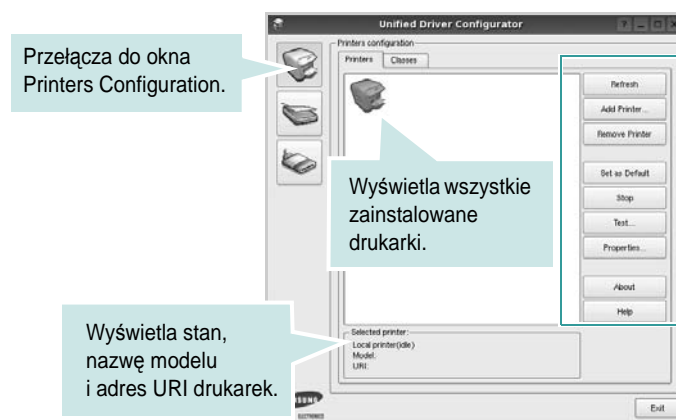 Unified Driver Configurator
Przełącza do okna
Printers Configuration.
Printers configuration
Printers Classes
Refresh
Add Printer...
Remove Printer
Set as Default
Stop
Test...
Properties...
About
Help
Wyświetla wszystkie
zainstalowane
drukarki.
Wyświetla stan,
nazwę modelu
i adres URI drukarek.
Selected printer:
Local printer(idle)
Model:
URI:
ELECTRONICS
Exit